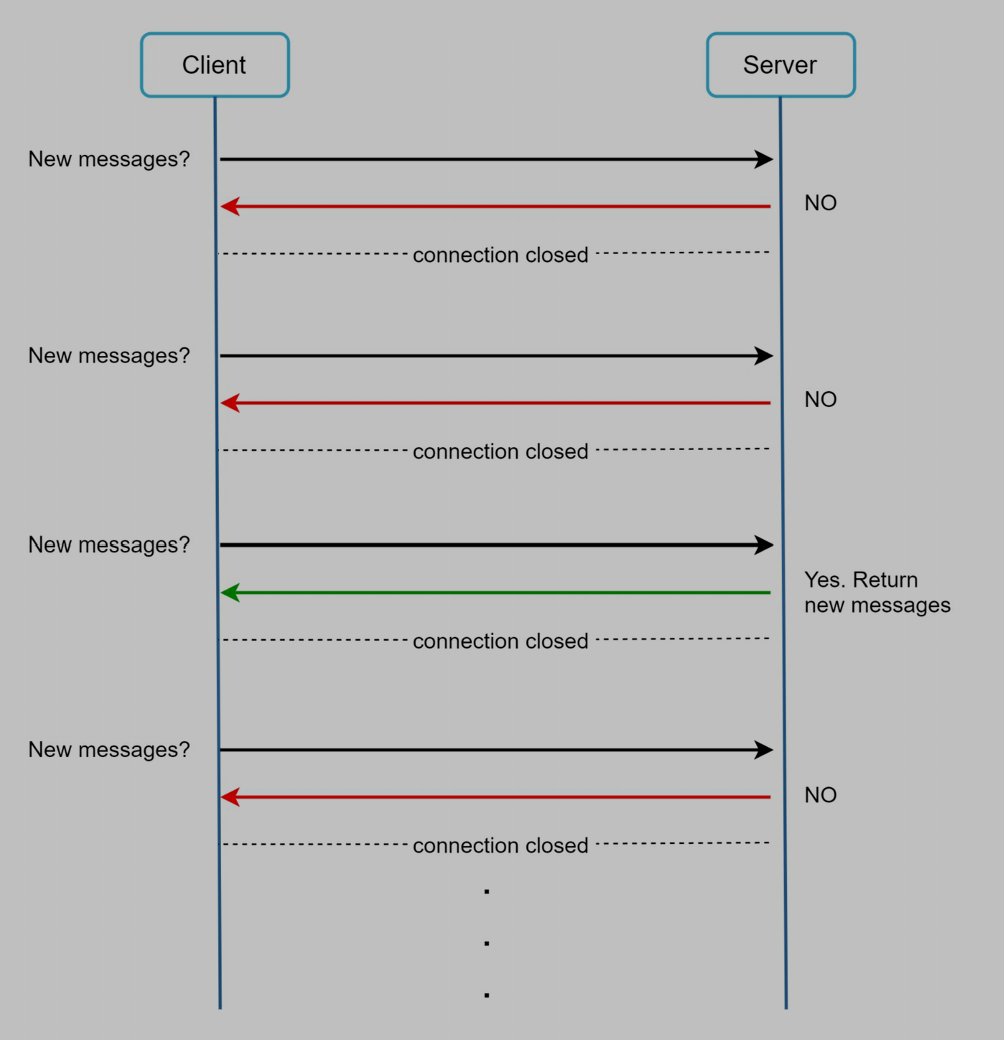 Client
Server
New messages?
NO
connection closed
New messages?
NO
connection closed
New messages?
Yes. Return
new messages
connection closed
New messages?
NO
connection closed
.
.
.